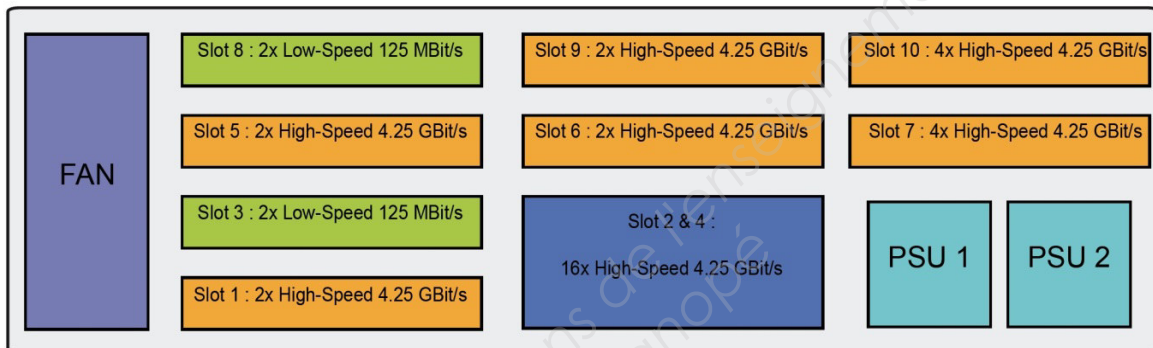 Slot 8 : 2x Low-Speed 125 MBit/s
Slot 9 : 2x High-Speed 4.25 GBit/s
Slot 10 : 4x High-Speed 4.25 GBit/s
FAN
Slot 5 : 2x High-Speed 4.25 GBit/s
Slot 6 : 2x High-Speed 4.25 GBit/s
Slot 7 : 4x High-Speed 4.25 GBit/s
Slot 3 : 2x Low-Speed 125 MBit/s
Slot 2 & 4 :
16x High-Speed 4.25 GBit/s
PSU 1
PSU 2
Slot 1 : 2x High-Speed 4.25 GBit/s
ns de l'enseignem
anopé